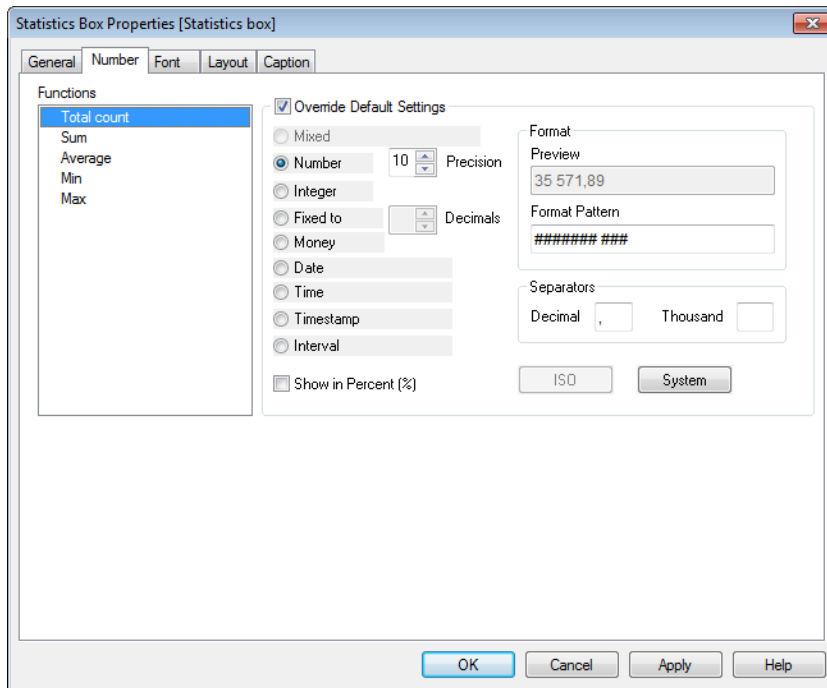 Statistics Box Properties [Statistics box]
General Number Font Layout Caption
Functions
Total count
Sum
Average
Min
Max
Override Default Settings
Mixed
Number 10 Precision
Integer
Fixed to Decimals
Money
Date
Time
Timestamp
Interval
Show in Percent (%)
Format
Preview
35 571,89
Format Pattern
####### ###
Separators
Decimal , Thousand
ISO System
OK Cancel Apply Help